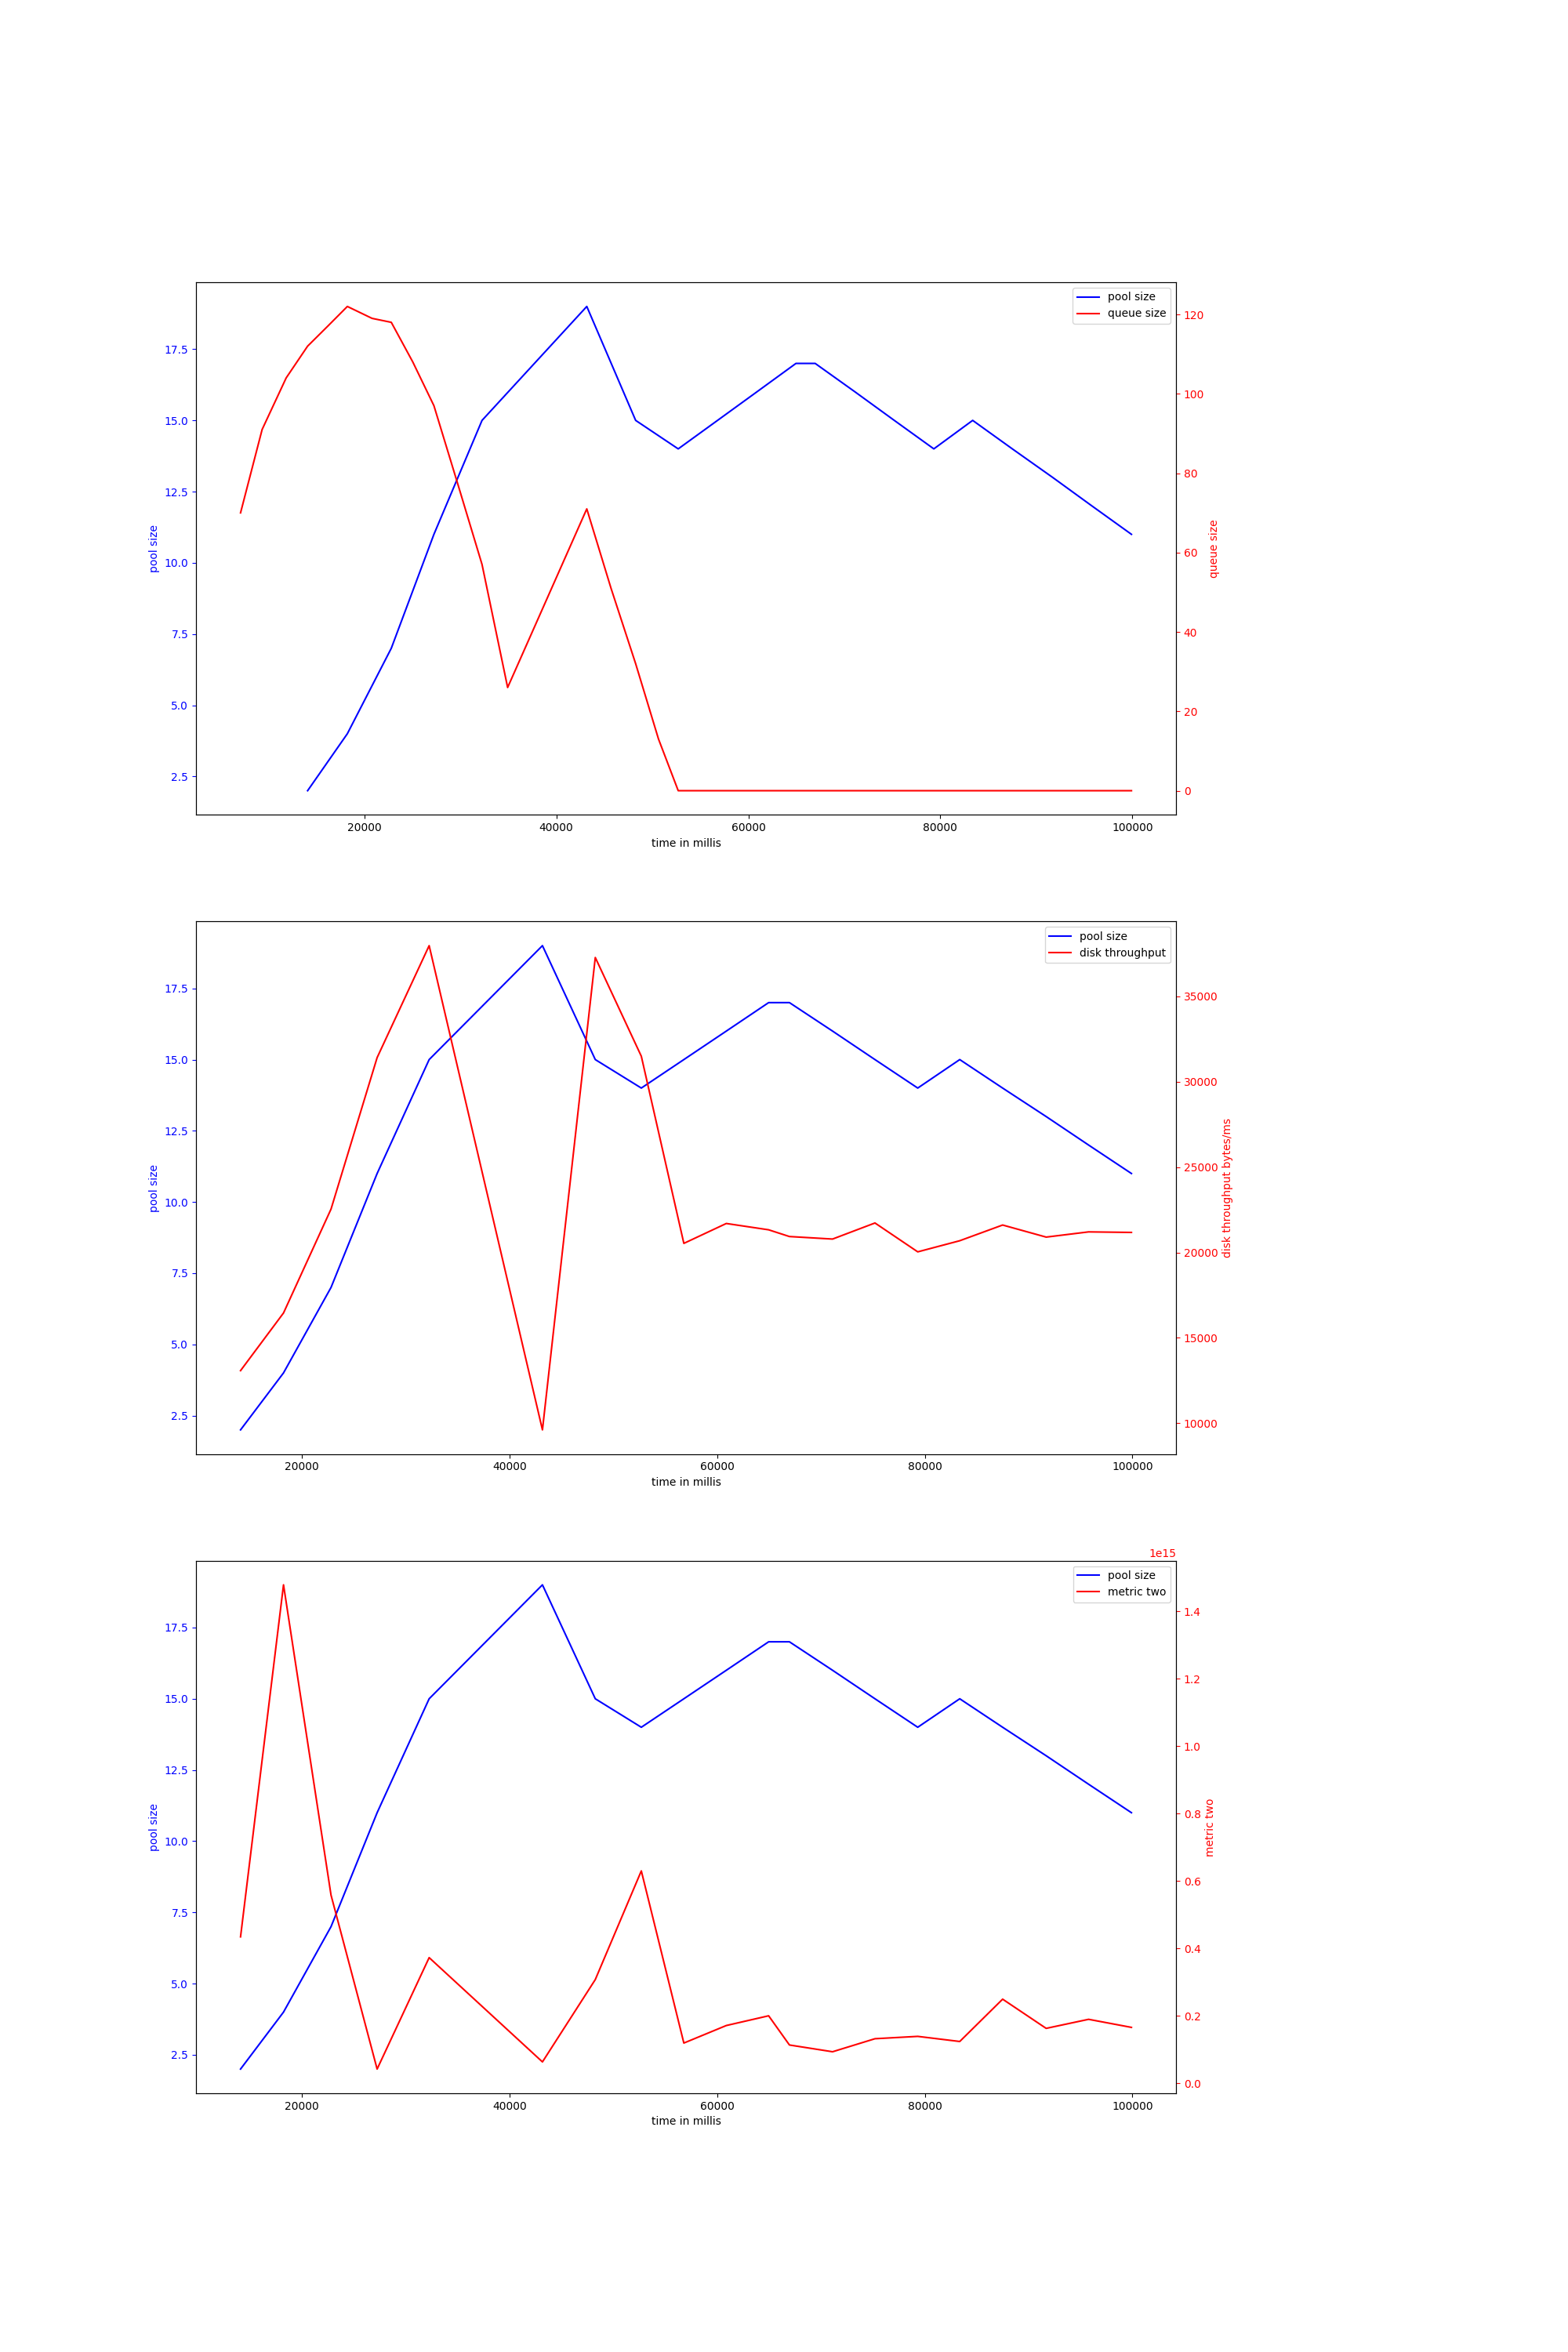 pool size
queue size
17.5
15.0
12.5
10.0
7.5
5.0
2.5
pool size
120
100
80
60
40
20
0
queue size
20000 40000 60000 80000 100000
time in millis
pool size
disk throughput
17.5
15.0
12.5
10.0
7.5
5.0
2.5
pool size
35000
30000
25000
20000
15000
10000
disk throughput bytes/ms
20000 40000 60000 80000 100000
time in millis
1e15
pool size
metric two
17.5
15.0
12.5
10.0
7.5
5.0
2.5
pool size
1.4
1.2
1.0
0.8
0.6
0.4
0.2
0.0
metric two
20000 40000 60000 80000 100000
time in millis